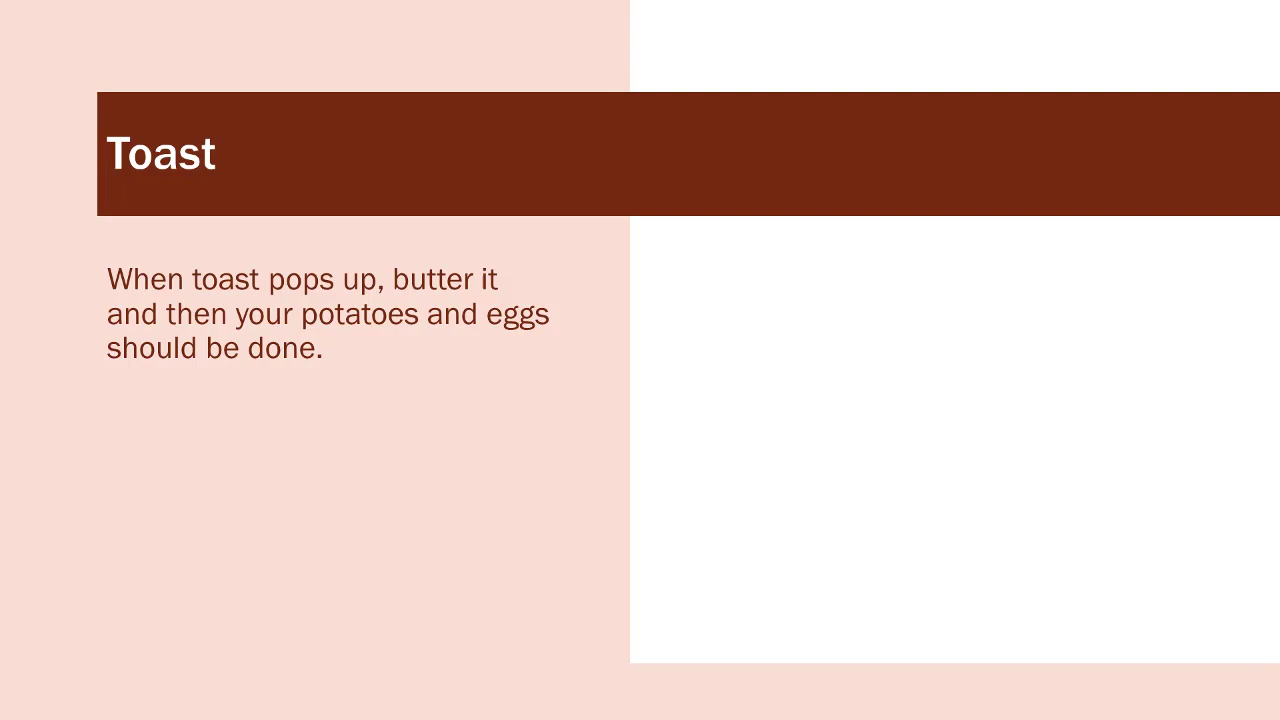 Toast
When toast pops up, butter it
and then your potatoes and eggs
should be done.